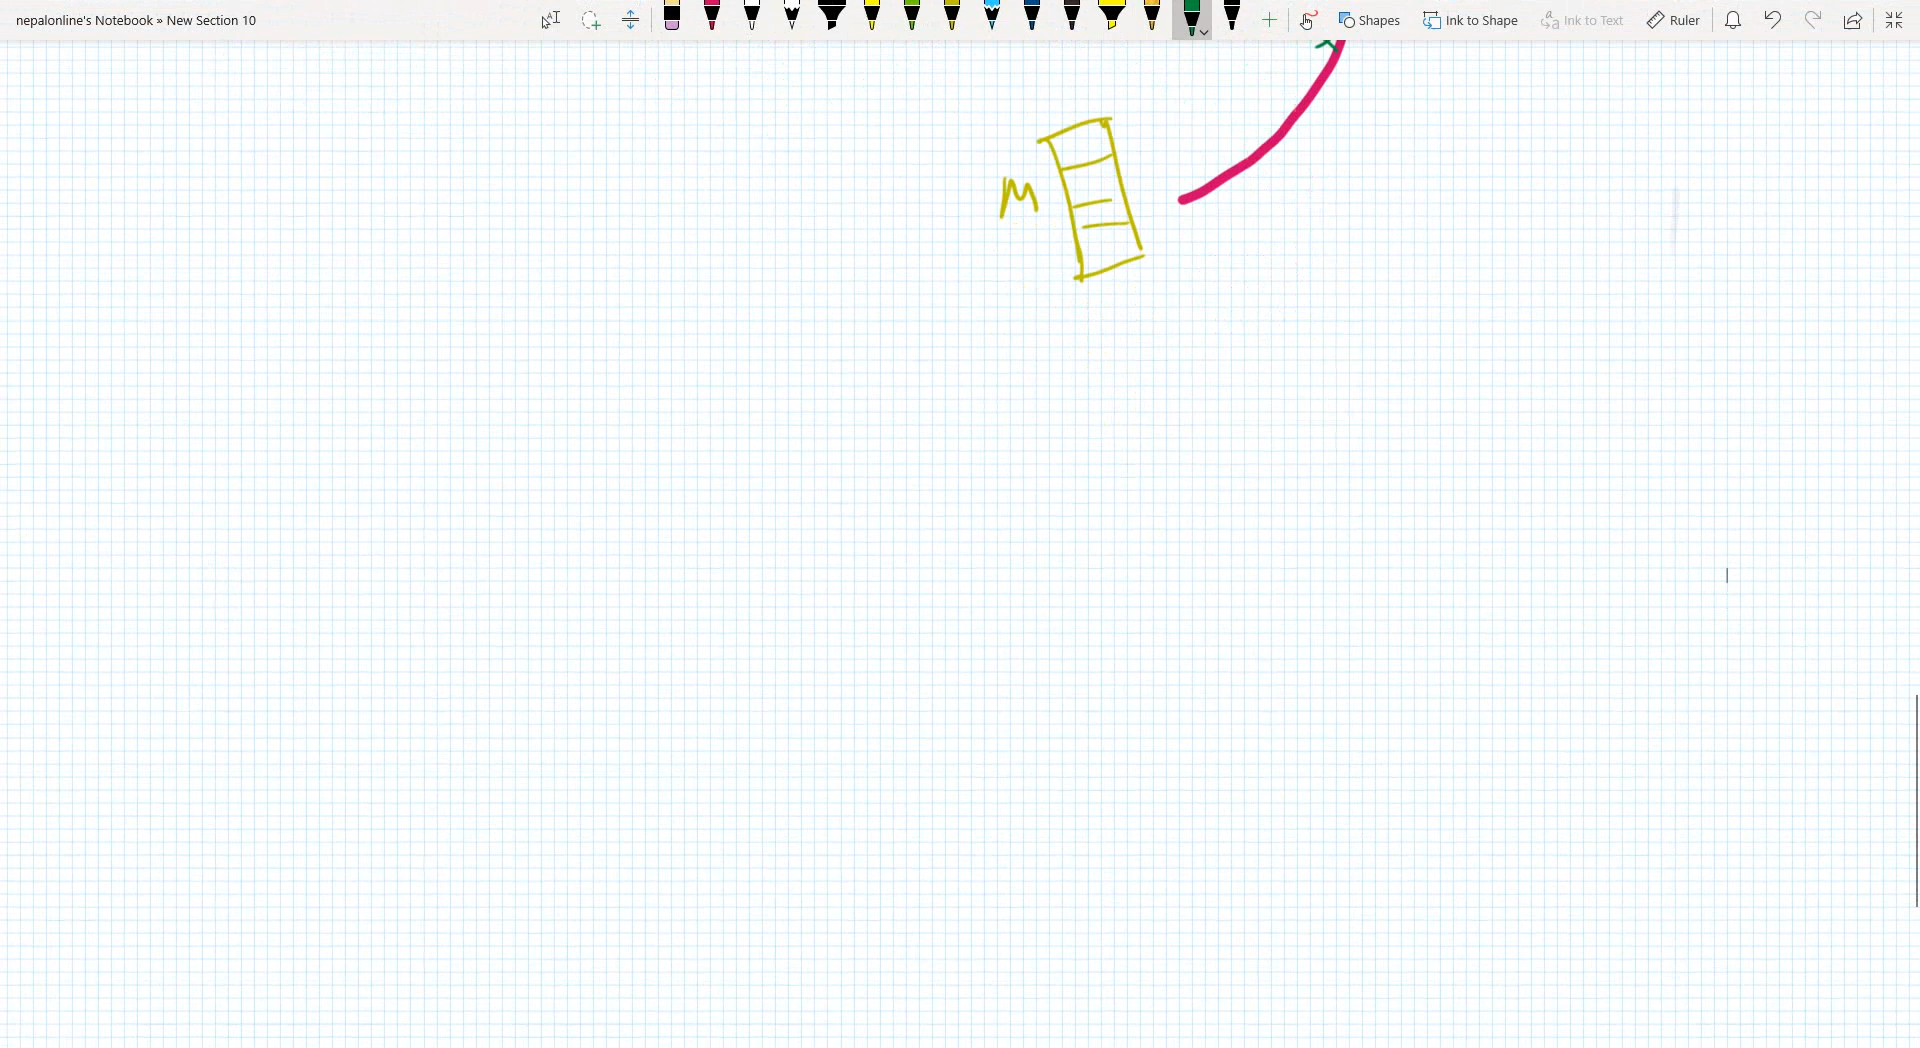 nepalonline's Notebook » New Section 10
Shapes
Ink to Shape
Ink to Text
Ruler
M